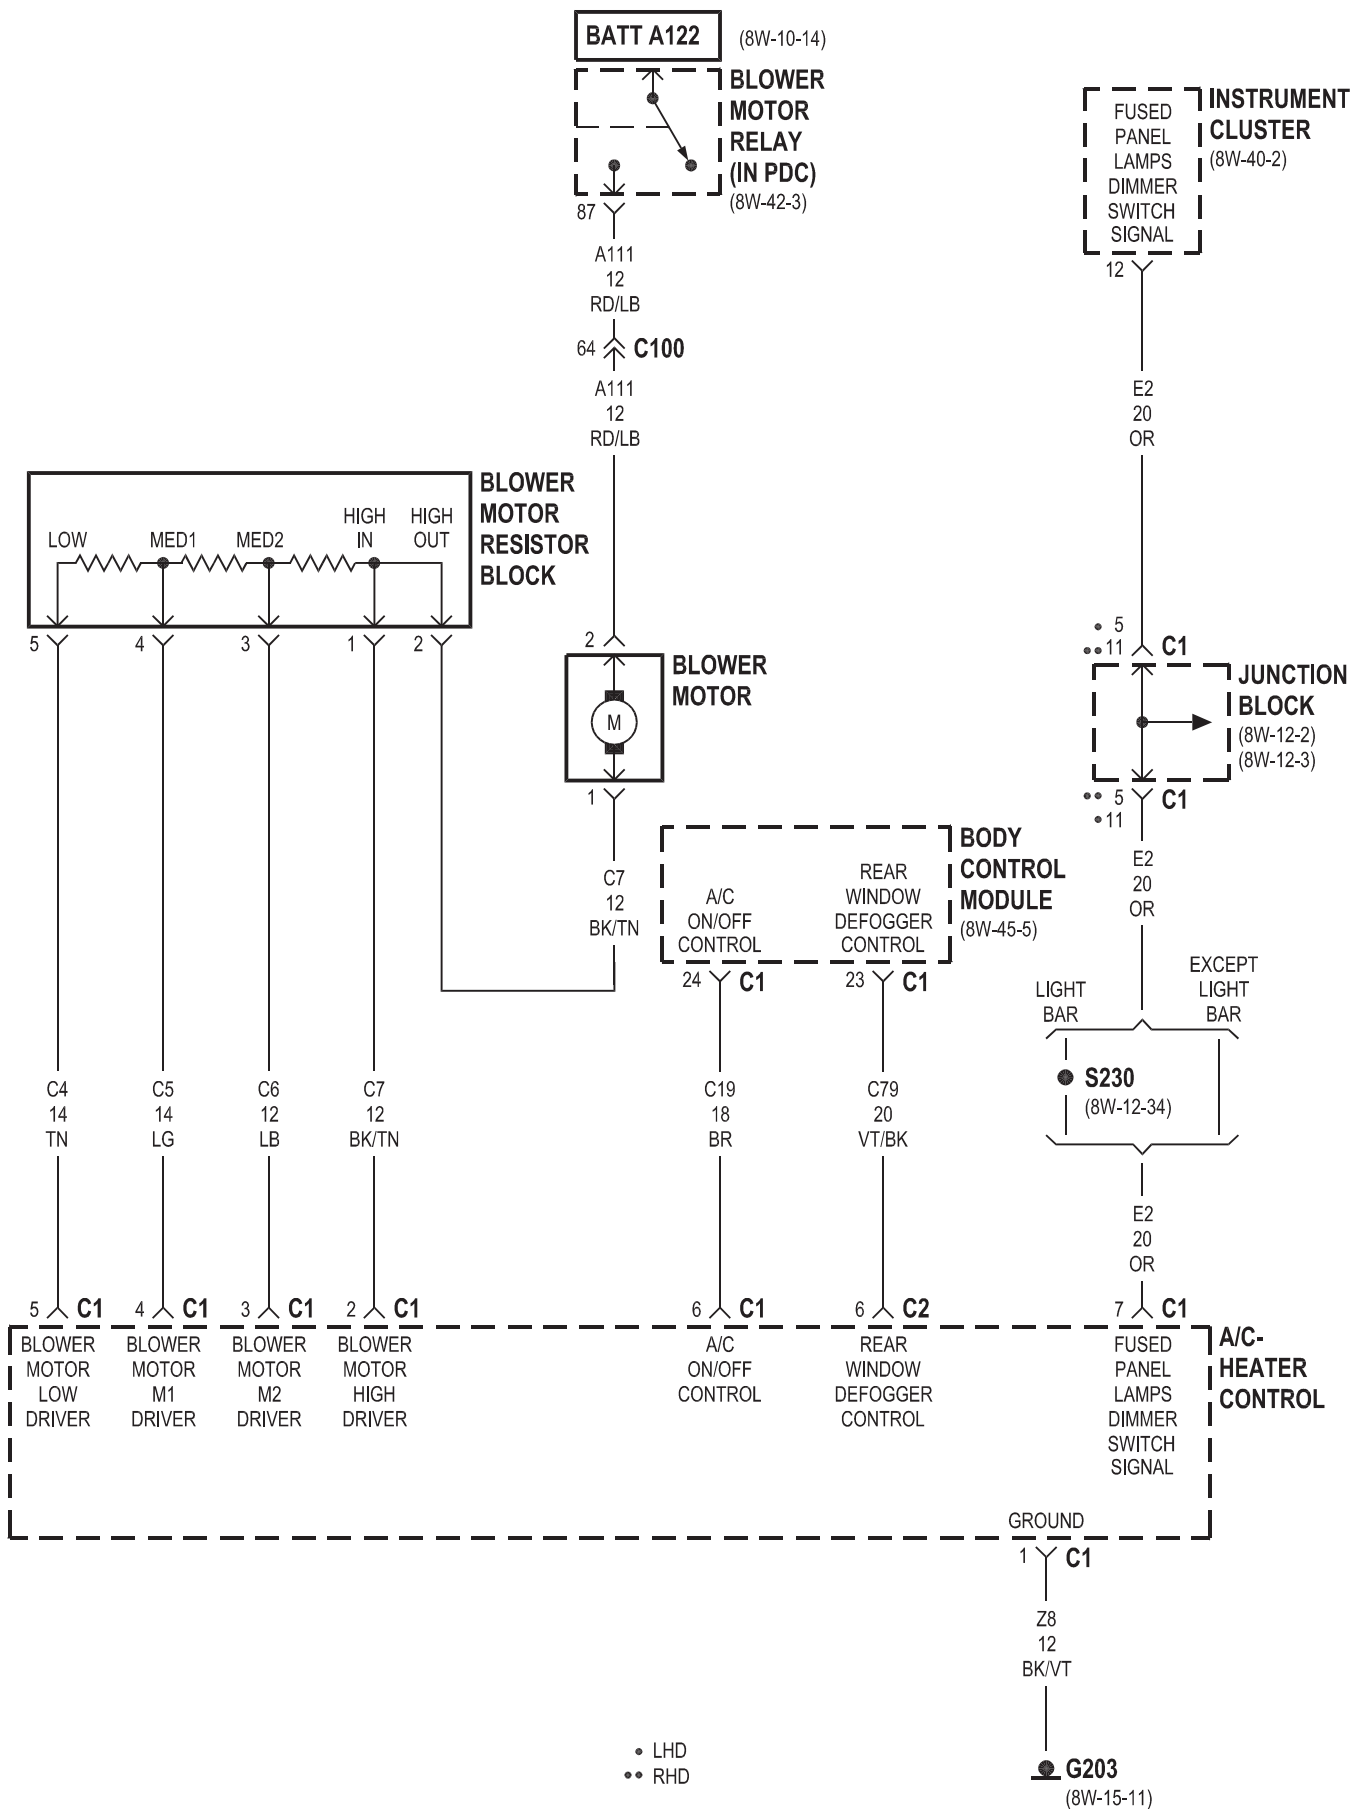 BATT A122 (8W-10-14)
BLOWER
MOTOR
RELAY
(IN PDC)
(8W-42-3)
87
A111
12
RD/LB
64 C100
A111
12
RD/LB
FUSED
PANEL
LAMPS
DIMMER
SWITCH
SIGNAL
INSTRUMENT
CLUSTER
(8W-40-2)
12
E2
20
OR
LOW
MED1
MED2
HIGH
IN
HIGH
OUT
BLOWER
MOTOR
RESISTOR
BLOCK
5
4
3
1
2
2
BLOWER
MOTOR
M
1
C7
12
BK/TN
• 5
•• 11 C1
JUNCTION
BLOCK
(8W-12-2)
(8W-12-3)
•• 5 C1
• 11
E2
20
OR
A/C
ON/OFF
CONTROL
REAR
WINDOW
DEFOGGER
CONTROL
BODY
CONTROL
MODULE
(8W-45-5)
24 C1
23 C1
LIGHT
BAR
EXCEPT
LIGHT
BAR
S230
(8W-12-34)
C4
14
TN
C5
14
LG
C6
12
LB
C7
12
BK/TN
C19
18
BR
C79
20
VT/BK
E2
20
OR
5 C1
4 C1
3 C1
2 C1
6 C1
6 C2
7 C1
BLOWER
MOTOR
LOW
DRIVER
BLOWER
MOTOR
M1
DRIVER
BLOWER
MOTOR
M2
DRIVER
BLOWER
MOTOR
HIGH
DRIVER
A/C
ON/OFF
CONTROL
REAR
WINDOW
DEFOGGER
CONTROL
FUSED
PANEL
LAMPS
DIMMER
SWITCH
SIGNAL
A/C-
HEATER
CONTROL
GROUND
1 C1
Z8
12
BK/VT
G203
(8W-15-11)
• LHD
•• RHD